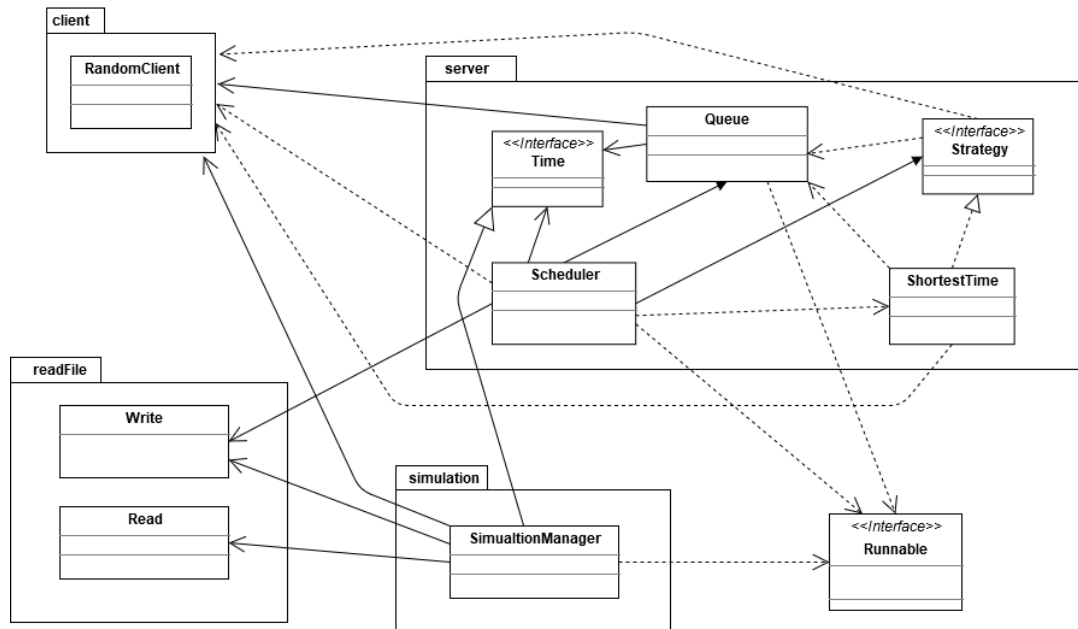 client
RandomClient
server
<<Interface>>
Time
Queue
<<Interface>>
Strategy
Scheduler
ShortestTime
readFile
Write
Read
simulation
SimualtionManager
<<Interface>>
Runnable